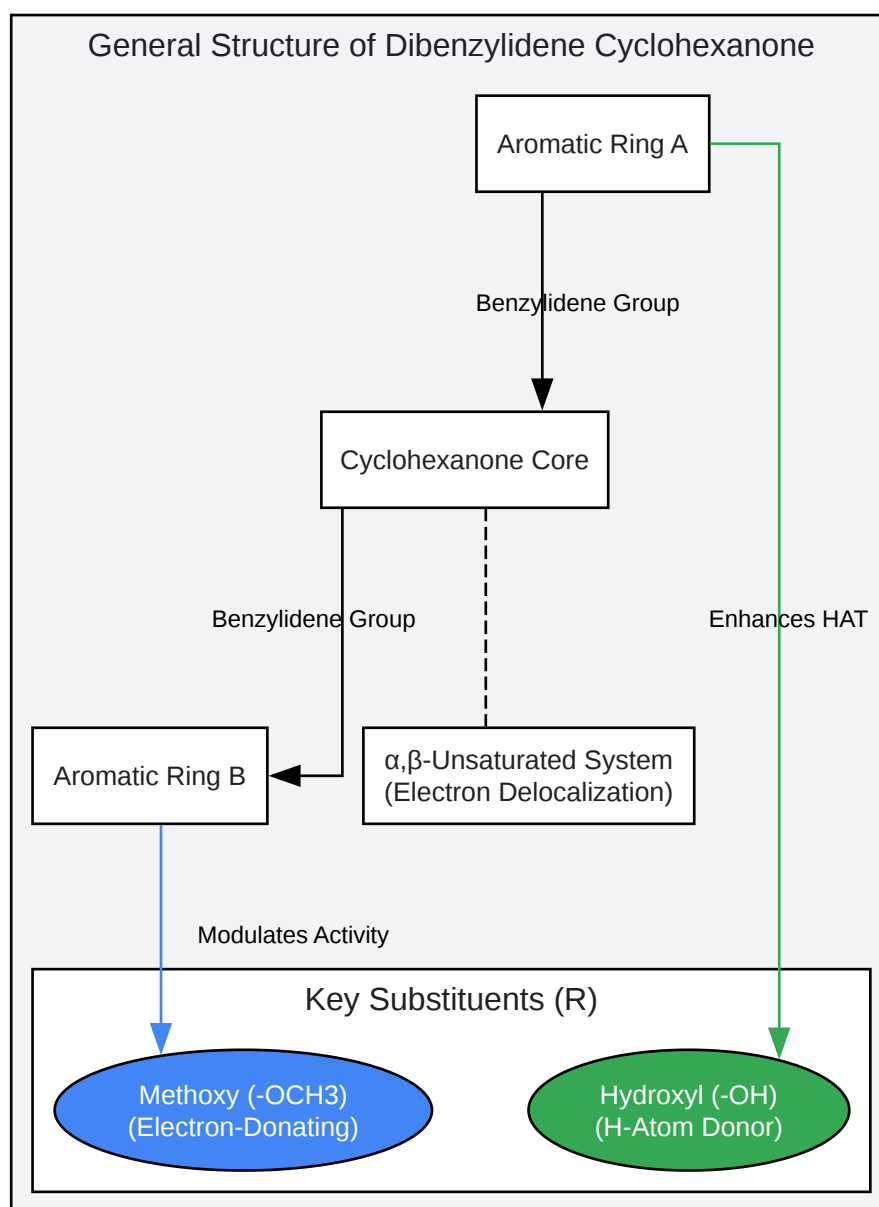 General Structure of Dibenzylidene Cyclohexanone
Aromatic Ring A
Benzylidene Group
Cyclohexanone Core
Benzylidene Group
Enhances HAT
Aromatic Ring B
α,β-Unsaturated System
(Electron Delocalization)
Modulates Activity
Key Substituents (R)
Methoxy (-OCH3)
(Electron-Donating)
Hydroxyl (-OH)
(H-Atom Donor)